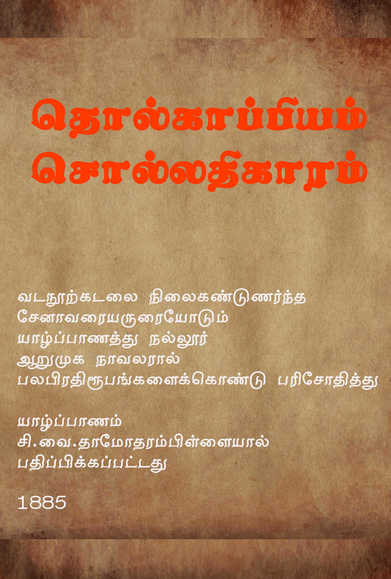 தொல்காப்பியம்
சொல்லதிகாரம்
வடநூற்கடலை நிலைகண்டுணர்ந்த
சேனாவரையருரையோடும்
யாழ்ப்பாணத்து நல்லூர்
ஆறுமுக நாவலரால்
பலபிரதிரூபங்களைக்கொண்டு பரிசோதித்து
யாழ்ப்பாணம்
சி.வை.தாமோதரம்பிள்ளையால்
பதிப்பிக்கப்பட்டது
1885